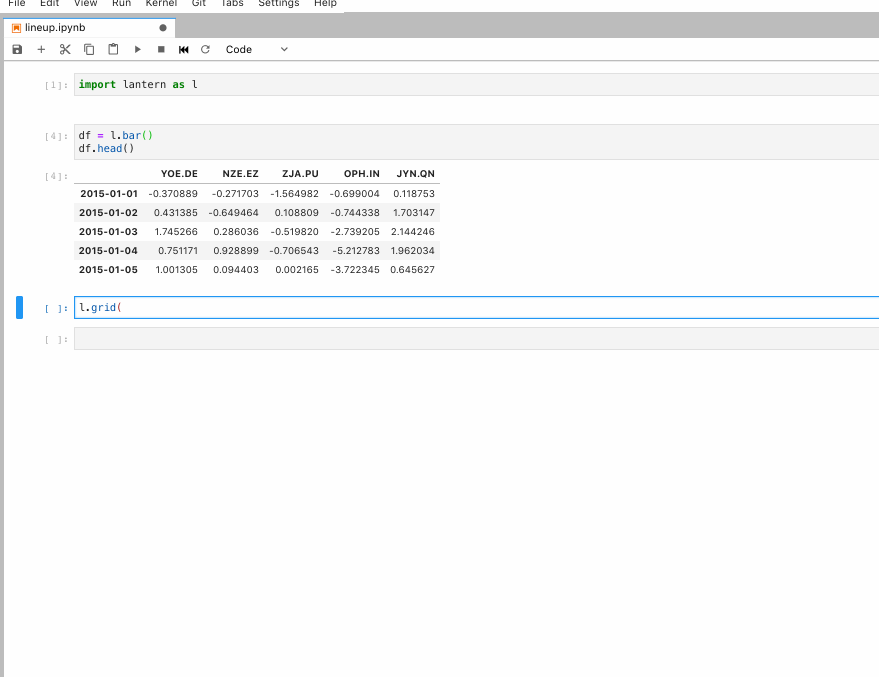 File Edit View Run Kernel Git Tabs Settings Help
lineup.ipynb
Code
[1]: import lantern as l
[4]: df = l.bar()
df.head()
[4]: YOE.DE NZE.EZ ZJA.PU OPH.IN JYN.QN
2015-01-01 -0.370889 -0.271703 -1.564982 -0.699004 0.118753
2015-01-02 0.431385 -0.649464 0.108809 -0.744338 1.703147
2015-01-03 1.745266 0.286036 -0.519820 -2.739205 2.144246
2015-01-04 0.751171 0.928899 -0.706543 -5.212783 1.962034
2015-01-05 1.001305 0.094403 0.002165 -3.722345 0.645627
[ ]: l.grid(
[ ]: